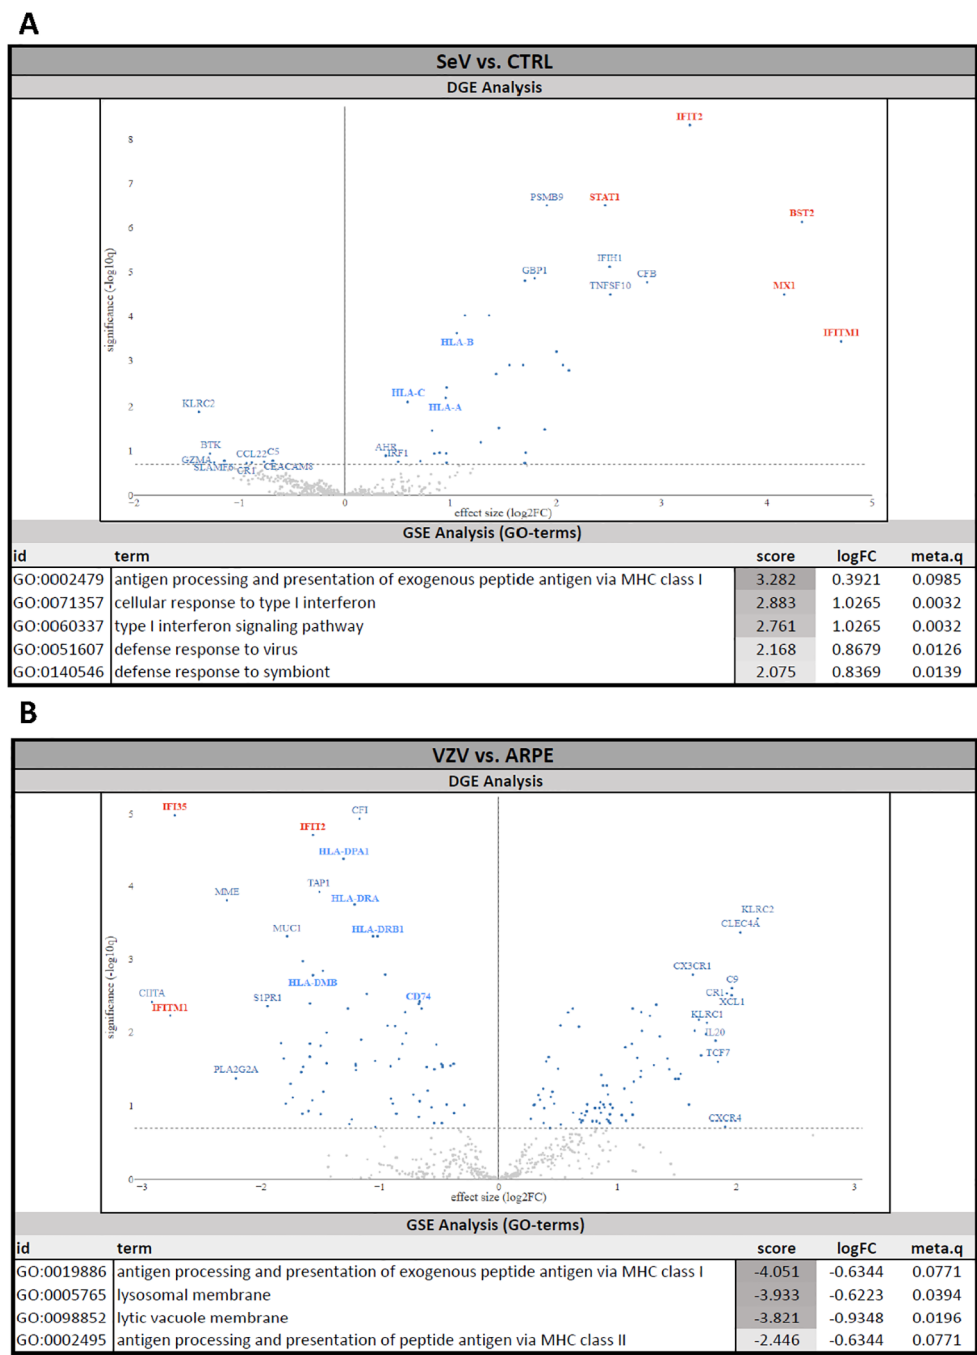 A
SeV vs. CTRL
DGE Analysis
IFIT2
8
7
PSMB9 STAT1
BST2
6
IFIH1
5
GBP1 CFB
TNFSF10 MX1
significance (-log10q)
4
IFITM1
HLA-B
3
HLA-C
KLRC2
HLA-A
2
BTK AHR
1
CCL22 C5 IRF1
GZMA SLAMF6 CR1 CEACAM8
0
−2 −1 0 1 2 3 4 5
effect size (log2FC)
GSE Analysis (GO-terms)
id term score logFC meta.q
GO:0002479 antigen processing and presentation of exogenous peptide antigen via MHC class I 3.282 0.3921 0.0985
GO:0071357 cellular response to type I interferon 2.883 1.0265 0.0032
GO:0060337 type I interferon signaling pathway 2.761 1.0265 0.0032
GO:0051607 defense response to virus 2.168 0.8679 0.0126
GO:0140546 defense response to symbiont 2.075 0.8369 0.0139
B
VZV vs. ARPE
DGE Analysis
IFI35 CFI
5
IFIT2
HLA-DPA1
4
TAP1
MME HLA-DRA
KLRC2
MUC1 HLA-DRB1 CLEC4A
3
CX3CR1
HLA-DMB C9
CIITA S1PR1 CD74 CR1
IFITM1 XCL1
significance (-log10q)
KLRC1
2
IL20
TCF7
PLA2G2A
1
CXCR4
0
−3 −2 −1 0 1 2 3
effect size (log2FC)
GSE Analysis (GO-terms)
id term score logFC meta.q
GO:0019886 antigen processing and presentation of exogenous peptide antigen via MHC class I -4.051 -0.6344 0.0771
GO:0005765 lysosomal membrane -3.933 -0.6223 0.0394
GO:0098852 lytic vacuole membrane -3.821 -0.9348 0.0196
GO:0002495 antigen processing and presentation of peptide antigen via MHC class II -2.446 -0.6344 0.0771